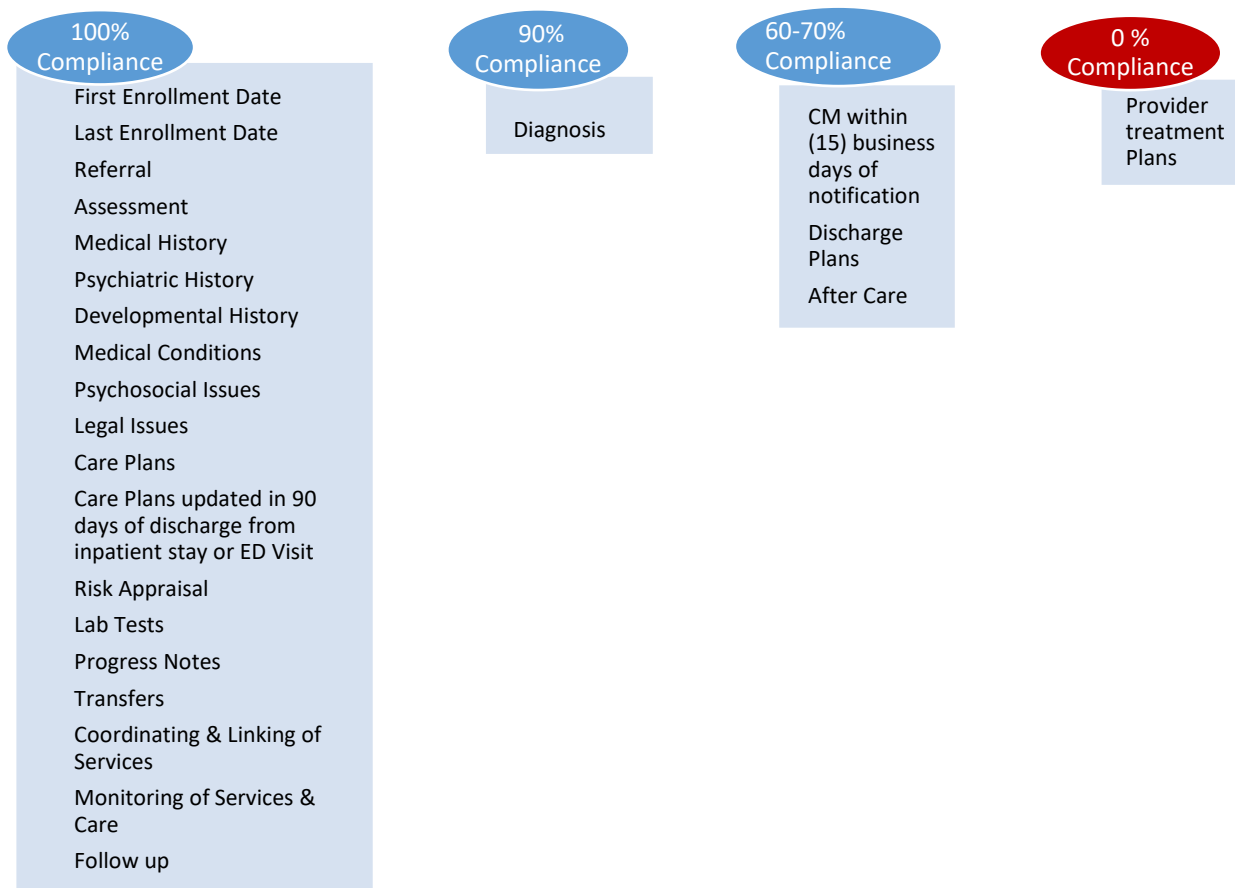 100%
Compliance
First Enrollment Date
Last Enrollment Date
Referral
Assessment
Medical History
Psychiatric History
Developmental History
Medical Conditions
Psychosocial Issues
Legal Issues
Care Plans
Care Plans updated in 90
days of discharge from
inpatient stay or ED Visit
Risk Appraisal
Lab Tests
Progress Notes
Transfers
Coordinating & Linking of
Services
Monitoring of Services &
Care
Follow up
90%
Compliance
Diagnosis
60-70%
Compliance
CM within
(15) business
days of
notification
Discharge
Plans
After Care
0 %
Compliance
Provider
treatment
Plans